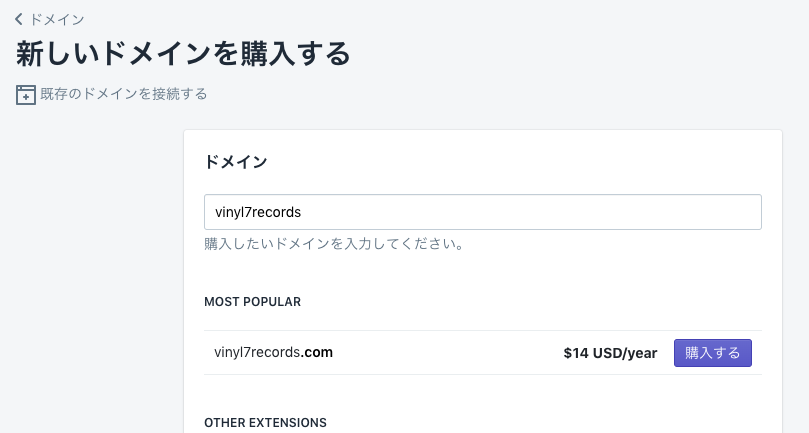 ドメイン
新しいドメインを購入する
既存のドメインを接続する
ドメイン
vinyl7records
購入したいドメインを入力してください。
MOST POPULAR
vinyl7records.com $14 USD/year 購入する
OTHER EXTENSIONS